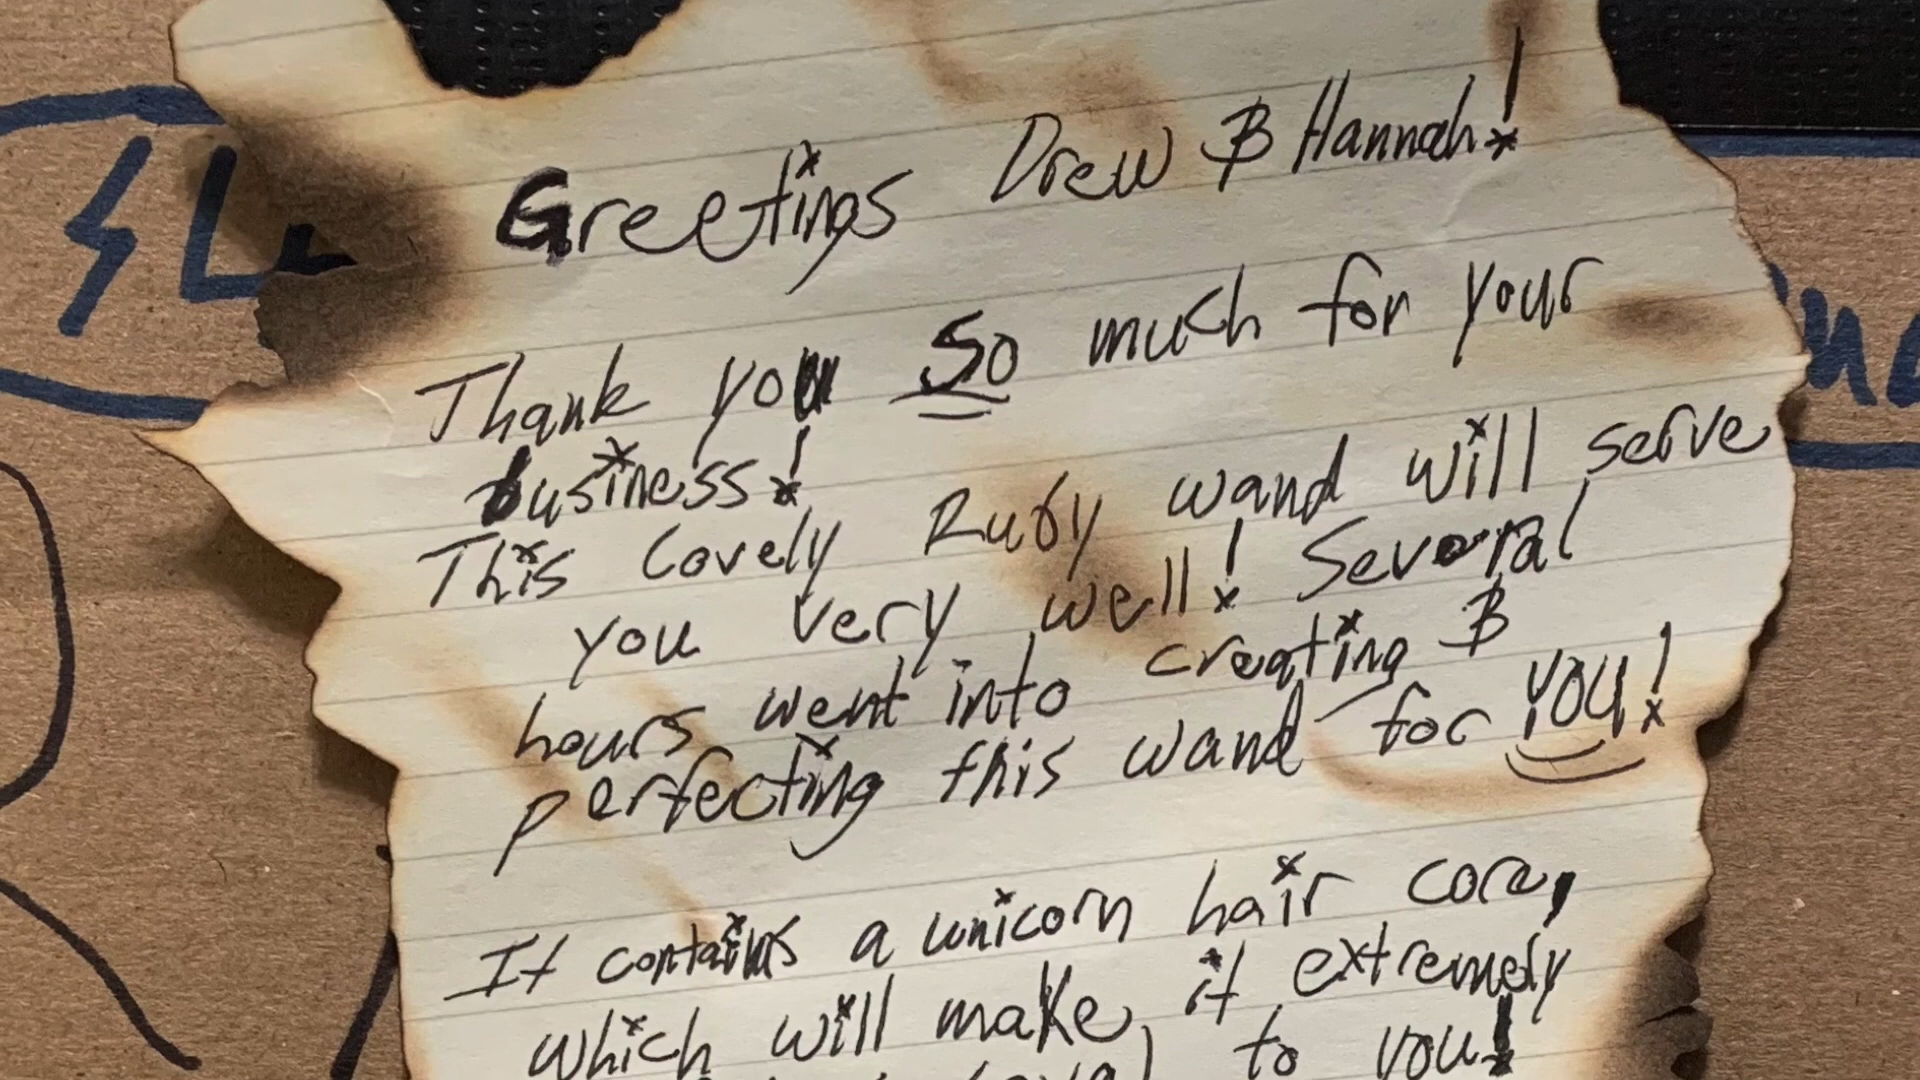 Greetings Drew & Hannah!
Thank you So much for your
business!
This Lovely Ruby wand will serve
you very well! Several
hours went into creating &
perfecting this wand for you!
It contains a unicorn hair core,
which will make it extremely
loyal to you!